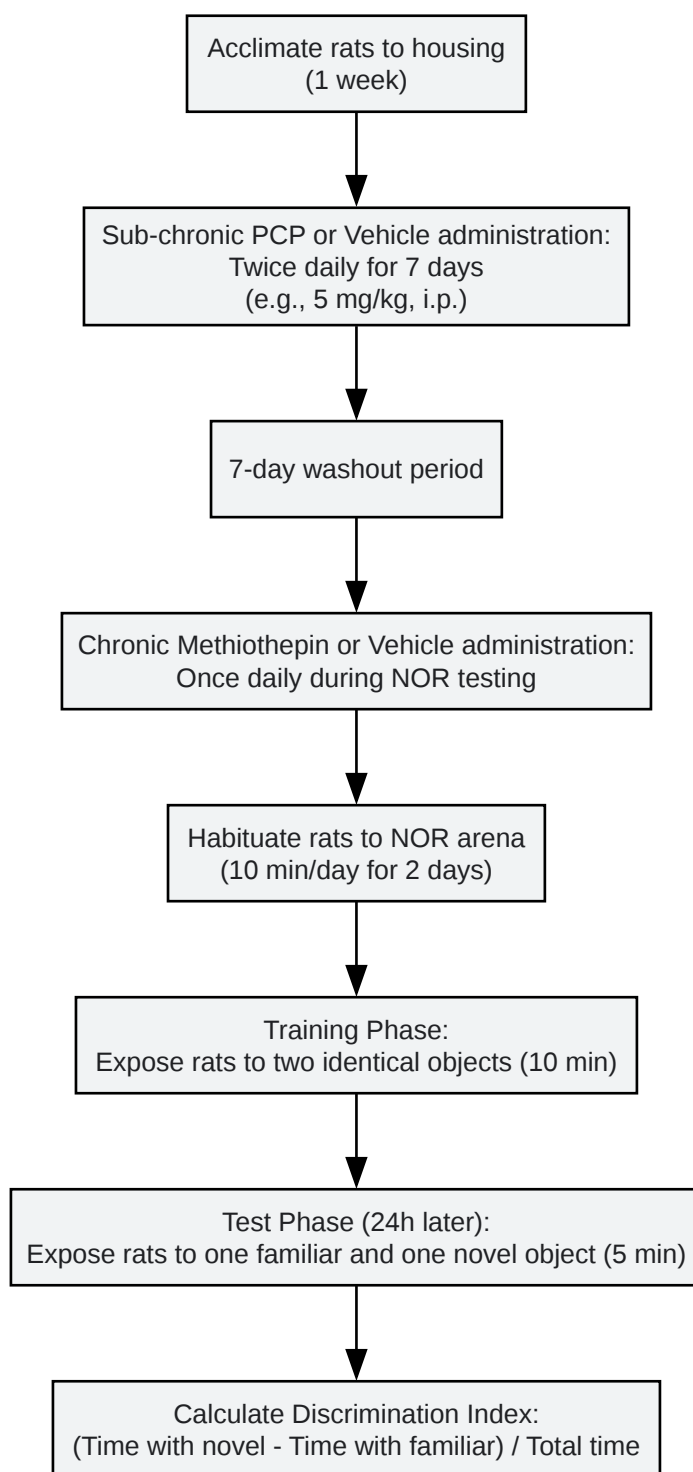 Acclimate rats to housing
(1 week)
Sub-chronic PCP or Vehicle administration:
Twice daily for 7 days
(e.g., 5 mg/kg, i.p.)
7-day washout period
Chronic Methiothepin or Vehicle administration:
Once daily during NOR testing
Habituate rats to NOR arena
(10 min/day for 2 days)
Training Phase:
Expose rats to two identical objects (10 min)
Test Phase (24h later):
Expose rats to one familiar and one novel object (5 min)
Calculate Discrimination Index:
(Time with novel - Time with familiar) / Total time